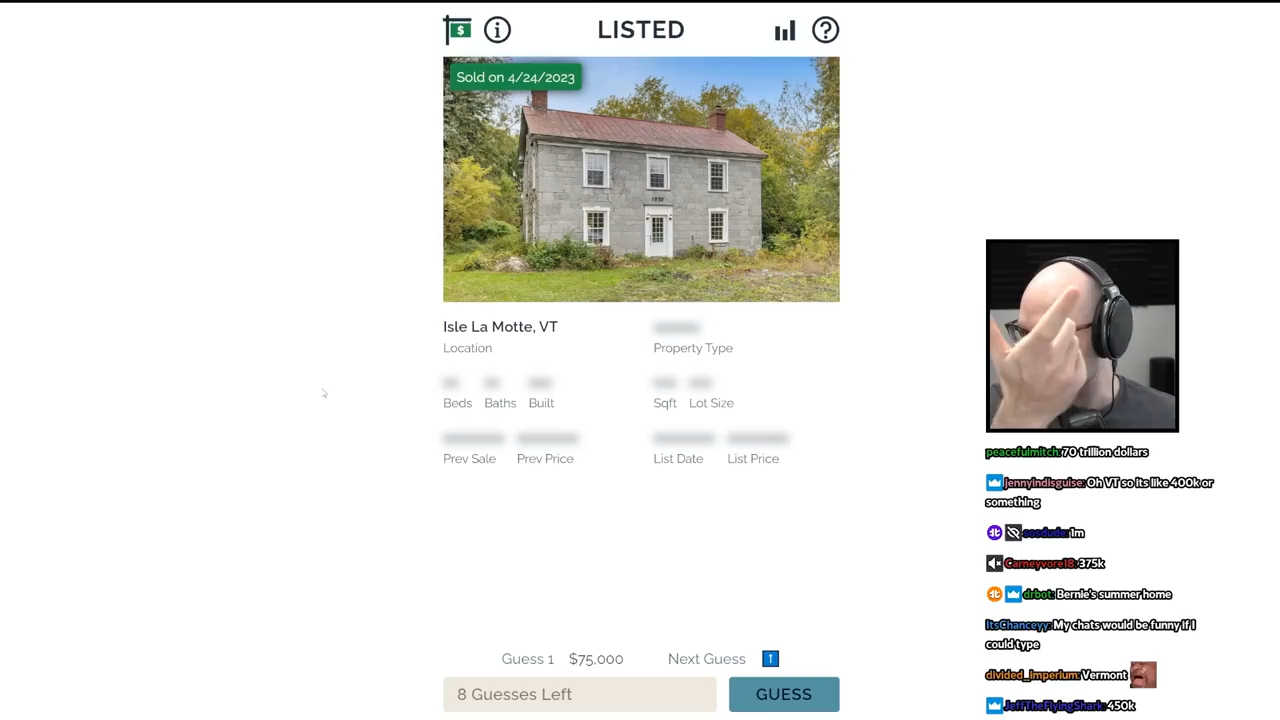 LISTED
Sold on 4/24/2023
1930
Isle La Motte, VT
Location
Property Type
Beds Baths Built
Sqft Lot Size
Prev Sale Prev Price
List Date List Price
Guess 1 $75,000 Next Guess ↑
8 Guesses Left
GUESS
peacefulmitch: 70 trillion dollars
jennyindisguise: Oh VT so its like 400k or
something
sosdude: 1m
Carneyvore18: 375k
drbot: Bernie's summer home
ItsChanceyy: My chats would be funny if I
could type
divided_imperium: Vermont
JeffTheFlyingShark: 450k